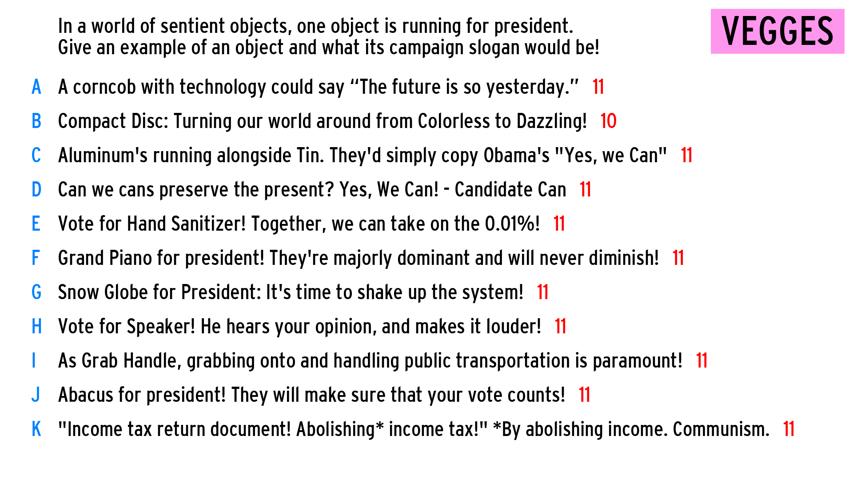 In a world of sentient objects, one object is running for president.
Give an example of an object and what its campaign slogan would be!
VEGGES
A A corncob with technology could say “The future is so yesterday.” 11
B Compact Disc: Turning our world around from Colorless to Dazzling! 10
C Aluminum's running alongside Tin. They'd simply copy Obama's "Yes, we Can" 11
D Can we cans preserve the present? Yes, We Can! - Candidate Can 11
E Vote for Hand Sanitizer! Together, we can take on the 0.01%! 11
F Grand Piano for president! They're majorly dominant and will never diminish! 11
G Snow Globe for President: It's time to shake up the system! 11
H Vote for Speaker! He hears your opinion, and makes it louder! 11
I As Grab Handle, grabbing onto and handling public transportation is paramount! 11
J Abacus for president! They will make sure that your vote counts! 11
K "Income tax return document! Abolishing* income tax!" *By abolishing income. Communism. 11